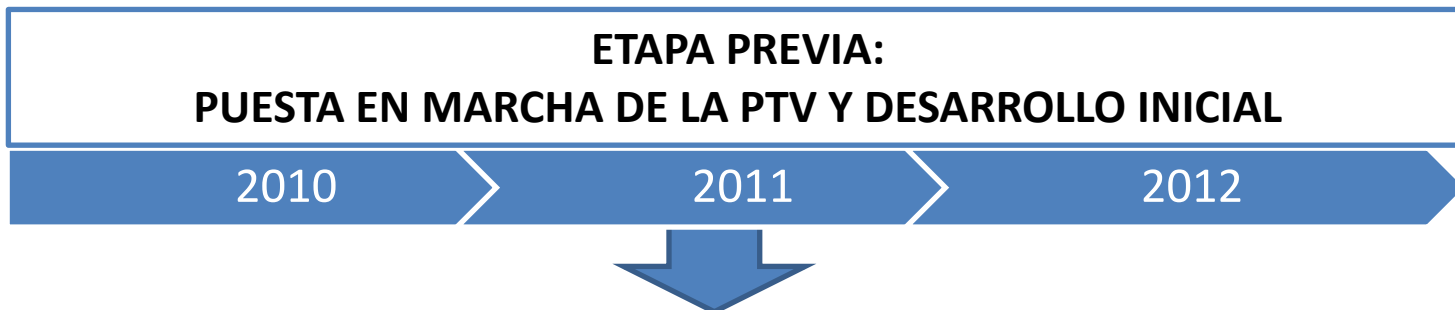 ETAPA PREVIA:
PUESTA EN MARCHA DE LA PTV Y DESARROLLO INICIAL
2010 2011 2012